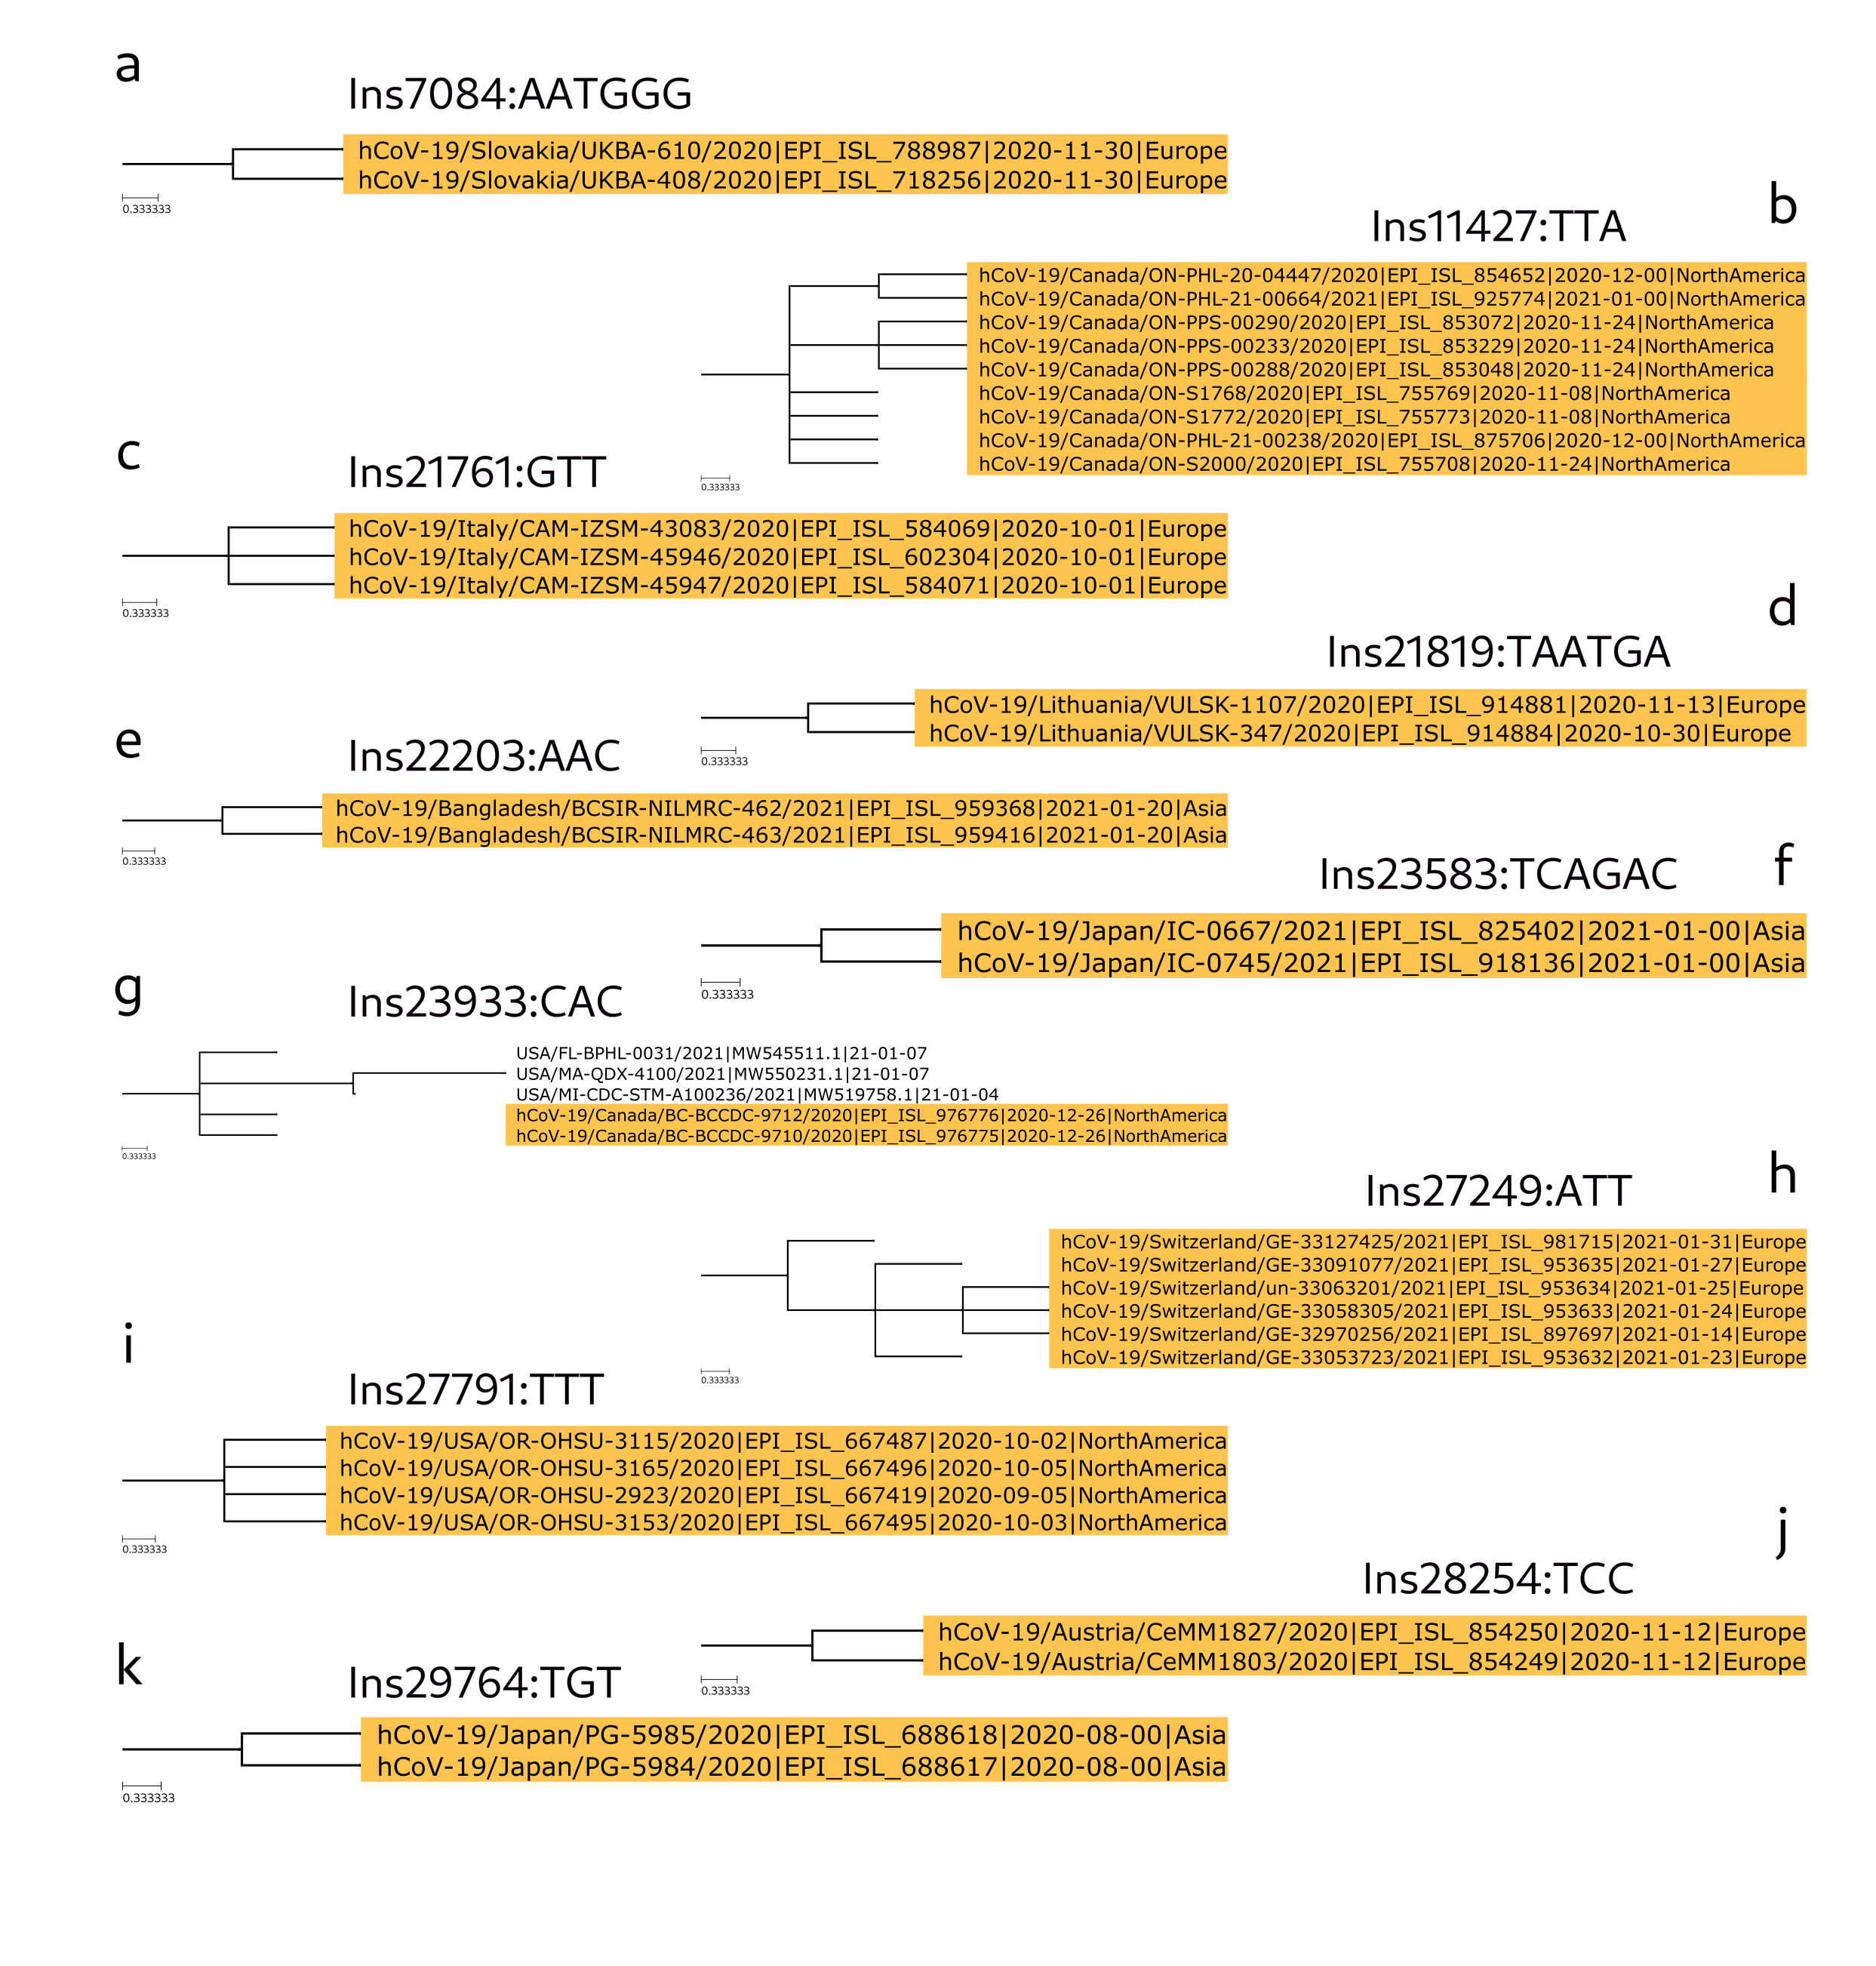 a
Ins7084:AATGGG
hCoV-19/Slovakia/UKBA-610/2020|EPI_ISL_788987|2020-11-30|Europe
hCoV-19/Slovakia/UKBA-408/2020|EPI_ISL_718256|2020-11-30|Europe
0.333333
b
Ins11427:TTA
hCoV-19/Canada/ON-PHL-20-04447/2020|EPI_ISL_854652|2020-12-00|NorthAmerica
hCoV-19/Canada/ON-PHL-21-00664/2021|EPI_ISL_925774|2021-01-00|NorthAmerica
hCoV-19/Canada/ON-PPS-00290/2020|EPI_ISL_853072|2020-11-24|NorthAmerica
hCoV-19/Canada/ON-PPS-00233/2020|EPI_ISL_853229|2020-11-24|NorthAmerica
hCoV-19/Canada/ON-PPS-00288/2020|EPI_ISL_853048|2020-11-24|NorthAmerica
hCoV-19/Canada/ON-S1768/2020|EPI_ISL_755769|2020-11-08|NorthAmerica
hCoV-19/Canada/ON-S1772/2020|EPI_ISL_755773|2020-11-08|NorthAmerica
hCoV-19/Canada/ON-PHL-21-00238/2020|EPI_ISL_875706|2020-12-00|NorthAmerica
hCoV-19/Canada/ON-S2000/2020|EPI_ISL_755708|2020-11-24|NorthAmerica
0.333333
c
Ins21761:GTT
hCoV-19/Italy/CAM-IZSM-43083/2020|EPI_ISL_584069|2020-10-01|Europe
hCoV-19/Italy/CAM-IZSM-45946/2020|EPI_ISL_602304|2020-10-01|Europe
hCoV-19/Italy/CAM-IZSM-45947/2020|EPI_ISL_584071|2020-10-01|Europe
0.333333
d
Ins21819:TAATGA
hCoV-19/Lithuania/VULSK-1107/2020|EPI_ISL_914881|2020-11-13|Europe
hCoV-19/Lithuania/VULSK-347/2020|EPI_ISL_914884|2020-10-30|Europe
0.333333
e
Ins22203:AAC
hCoV-19/Bangladesh/BCSIR-NILMRC-462/2021|EPI_ISL_959368|2021-01-20|Asia
hCoV-19/Bangladesh/BCSIR-NILMRC-463/2021|EPI_ISL_959416|2021-01-20|Asia
0.333333
f
Ins23583:TCAGAC
hCoV-19/Japan/IC-0667/2021|EPI_ISL_825402|2021-01-00|Asia
hCoV-19/Japan/IC-0745/2021|EPI_ISL_918136|2021-01-00|Asia
0.333333
g
Ins23933:CAC
USA/FL-BPHL-0031/2021|MW545511.1|21-01-07
USA/MA-QDX-4100/2021|MW550231.1|21-01-07
USA/MI-CDC-STM-A100236/2021|MW519758.1|21-01-04
hCoV-19/Canada/BC-BCCDC-9712/2020|EPI_ISL_976776|2020-12-26|NorthAmerica
hCoV-19/Canada/BC-BCCDC-9710/2020|EPI_ISL_976775|2020-12-26|NorthAmerica
0.333333
h
Ins27249:ATT
hCoV-19/Switzerland/GE-33127425/2021|EPI_ISL_981715|2021-01-31|Europe
hCoV-19/Switzerland/GE-33091077/2021|EPI_ISL_953635|2021-01-27|Europe
hCoV-19/Switzerland/un-33063201/2021|EPI_ISL_953634|2021-01-25|Europe
hCoV-19/Switzerland/GE-33058305/2021|EPI_ISL_953633|2021-01-24|Europe
hCoV-19/Switzerland/GE-32970256/2021|EPI_ISL_897697|2021-01-14|Europe
hCoV-19/Switzerland/GE-33053723/2021|EPI_ISL_953632|2021-01-23|Europe
0.333333
i
Ins27791:TTT
hCoV-19/USA/OR-OHSU-3115/2020|EPI_ISL_667487|2020-10-02|NorthAmerica
hCoV-19/USA/OR-OHSU-3165/2020|EPI_ISL_667496|2020-10-05|NorthAmerica
hCoV-19/USA/OR-OHSU-2923/2020|EPI_ISL_667419|2020-09-05|NorthAmerica
hCoV-19/USA/OR-OHSU-3153/2020|EPI_ISL_667495|2020-10-03|NorthAmerica
0.333333
j
Ins28254:TCC
hCoV-19/Austria/CeMM1827/2020|EPI_ISL_854250|2020-11-12|Europe
hCoV-19/Austria/CeMM1803/2020|EPI_ISL_854249|2020-11-12|Europe
0.333333
k
Ins29764:TGT
hCoV-19/Japan/PG-5985/2020|EPI_ISL_688618|2020-08-00|Asia
hCoV-19/Japan/PG-5984/2020|EPI_ISL_688617|2020-08-00|Asia
0.333333